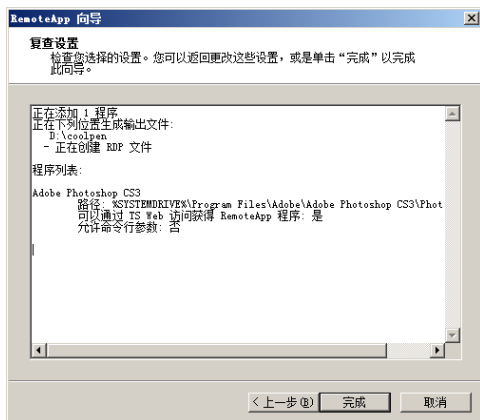 RemoteApp 向导
复查设置
检查您选择的设置。您可以返回更改这些设置，或是单击“完成”以完成
此向导。
正在添加 1 程序
正在下列位置生成输出文件:
D:\coolpen
- 正在创建 RDP 文件
程序列表:
Adobe Photoshop CS3
路径: %SYSTEMDRIVE%\Program Files\Adobe\Adobe Photoshop CS3\Phot
可以通过 TS Web 访问获得 RemoteApp 程序: 是
允许命令行参数: 否
< 上一步(B)
完成
取消